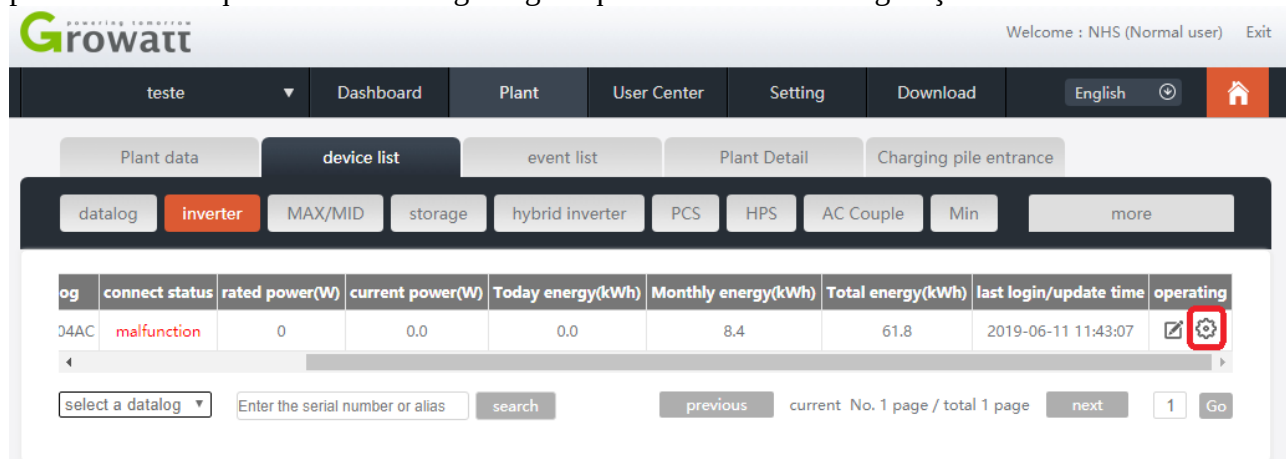 powering tomorrow
Growatt
Welcome : NHS (Normal user) Exit
teste Dashboard Plant User Center Setting Download English
Plant data device list event list Plant Detail Charging pile entrance
datalog inverter MAX/MID storage hybrid inverter PCS HPS AC Couple Min more
og connect status rated power(W) current power(W) Today energy(kWh) Monthly energy(kWh) Total energy(kWh) last login/update time operating
04AC malfunction 0 0.0 0.0 8.4 61.8 2019-06-11 11:43:07
select a datalog Enter the serial number or alias search previous current No. 1 page / total 1 page next 1 Go